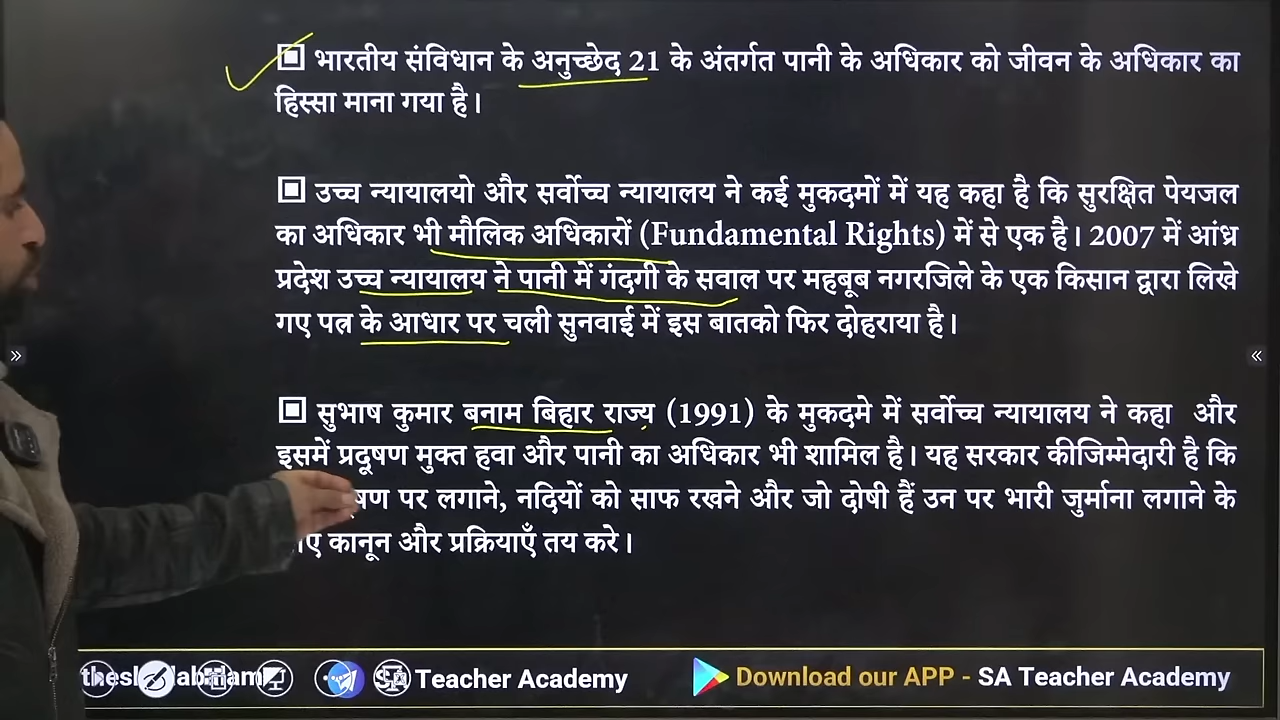 भारतीय संविधान के अनुच्छेद 21 के अंतर्गत पानी के अधिकार को जीवन के अधिकार का
हिस्सा माना गया है।
उच्च न्यायालयो और सर्वोच्च न्यायालय ने कई मुकदमों में यह कहा है कि सुरक्षित पेयजल
का अधिकार भी मौलिक अधिकारों (Fundamental Rights) में से एक है। 2007 में आंध्र
प्रदेश उच्च न्यायालय ने पानी में गंदगी के सवाल पर महबूब नगरजिले के एक किसान द्वारा लिखे
गए पत्र के आधार पर चली सुनवाई में इस बातको फिर दोहराया है।
सुभाष कुमार बनाम बिहार राज्य (1991) के मुकदमे में सर्वोच्च न्यायालय ने कहा और
इसमें प्रदूषण मुक्त हवा और पानी का अधिकार भी शामिल है। यह सरकार कीजिम्मेदारी है कि
पर लगाने, नदियों को साफ रखने और जो दोषी हैं उन पर भारी जुर्माना लगाने के
कानून और प्रक्रियाएँ तय करे।
Teacher Academy
Download our APP - SA Teacher Academy